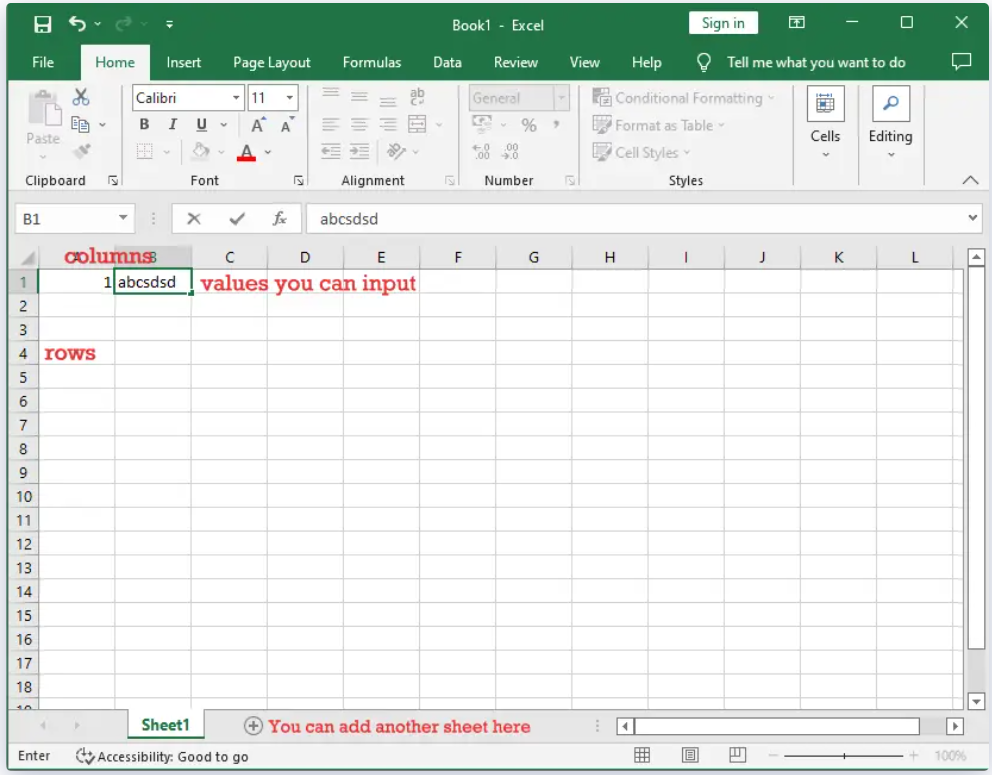 Book1 - Excel Sign in
File Home Insert Page Layout Formulas Data Review View Help Tell me what you want to do
Paste Calibri 11 ab General Conditional Formatting Cells Editing
B I U A A % , Format as Table
A .00 .00 Cell Styles
Clipboard Font Alignment Number Styles
B1 fx abcsdsd
columns B C D E F G H I J K L
1 1 abcsdsd values you can input
2
3
4 rows
5
6
7
8
9
10
11
12
13
14
15
16
17
18
19
Sheet1 You can add another sheet here
Enter Accessibility: Good to go 100%